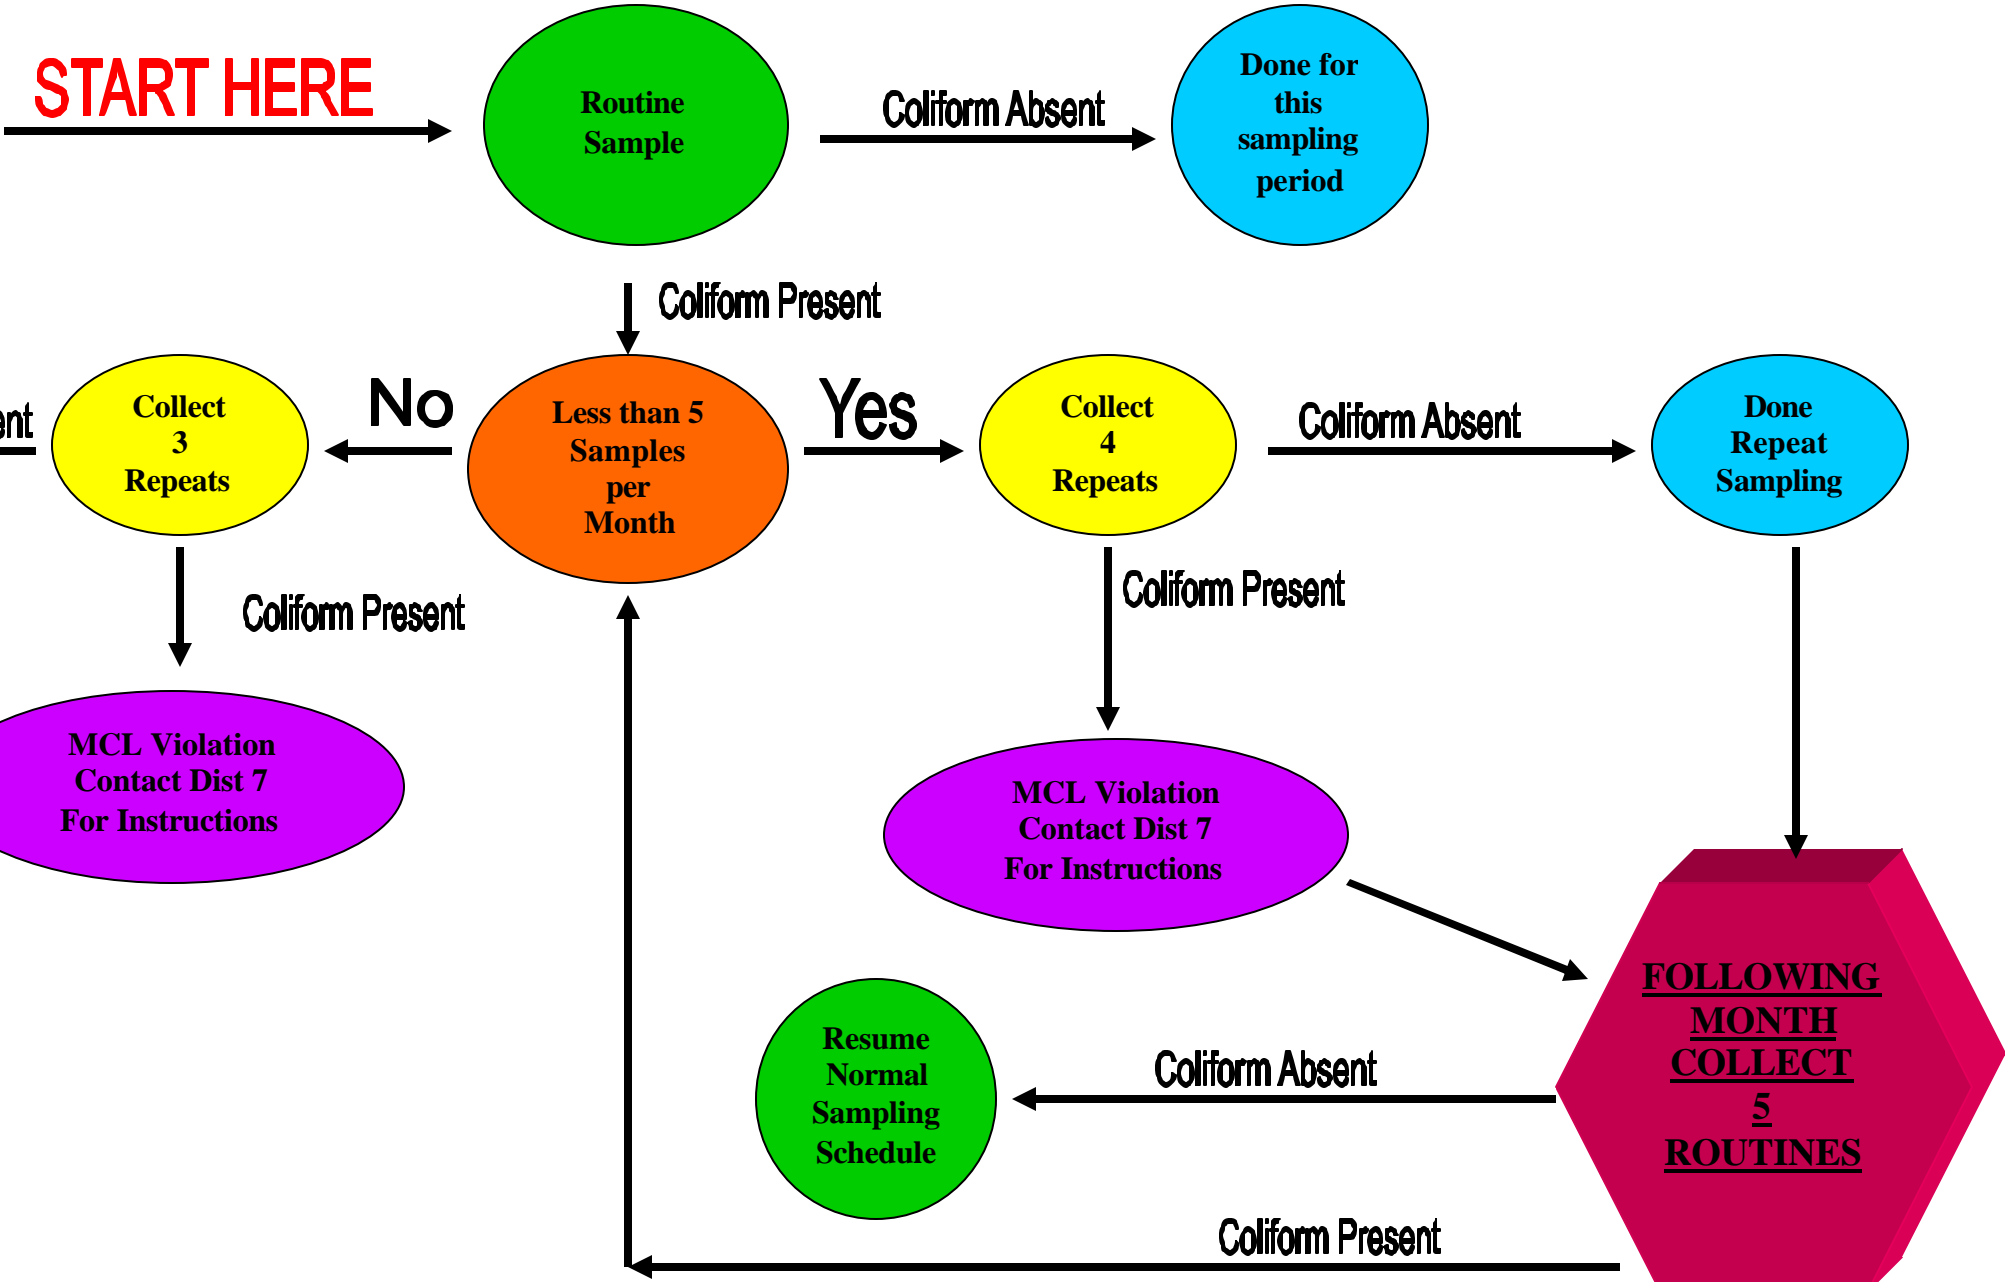 START HERE
Routine
Sample
Coliform Absent
Done for
this
sampling
period
Coliform Present
Collect
3
Repeats
No
Less than 5
Samples
per
Month
Yes
Collect
4
Repeats
Coliform Absent
Done
Repeat
Sampling
Coliform Present
Coliform Present
MCL Violation
Contact Dist 7
For Instructions
MCL Violation
Contact Dist 7
For Instructions
FOLLOWING
MONTH
COLLECT
5
ROUTINES
Coliform Absent
Resume
Normal
Sampling
Schedule
Coliform Present